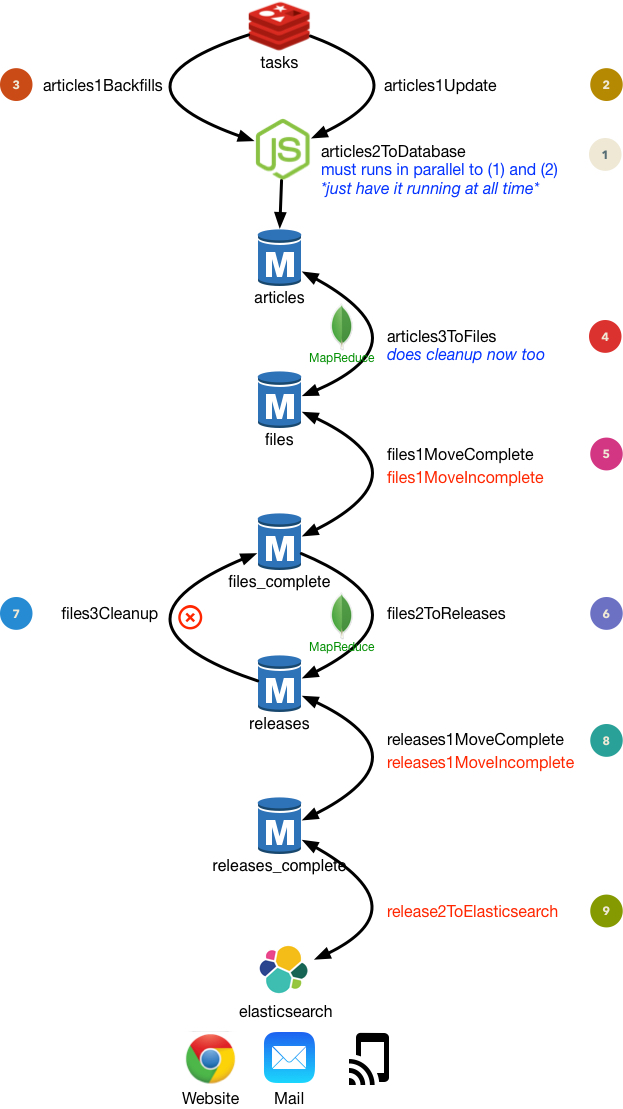 tasks
3
articles1Backfills
articles1Update
2
JS
articles2ToDatabase
must runs in parallel to (1) and (2)
*just have it running at all time*
1
M
articles
MapReduce
articles3ToFiles
does cleanup now too
4
M
files
files1MoveComplete
files1MoveIncomplete
5
M
files_complete
7
files3Cleanup
MapReduce
files2ToReleases
6
M
releases
releases1MoveComplete
releases1MoveIncomplete
8
M
releases_complete
release2ToElasticsearch
9
elasticsearch
Website
Mail